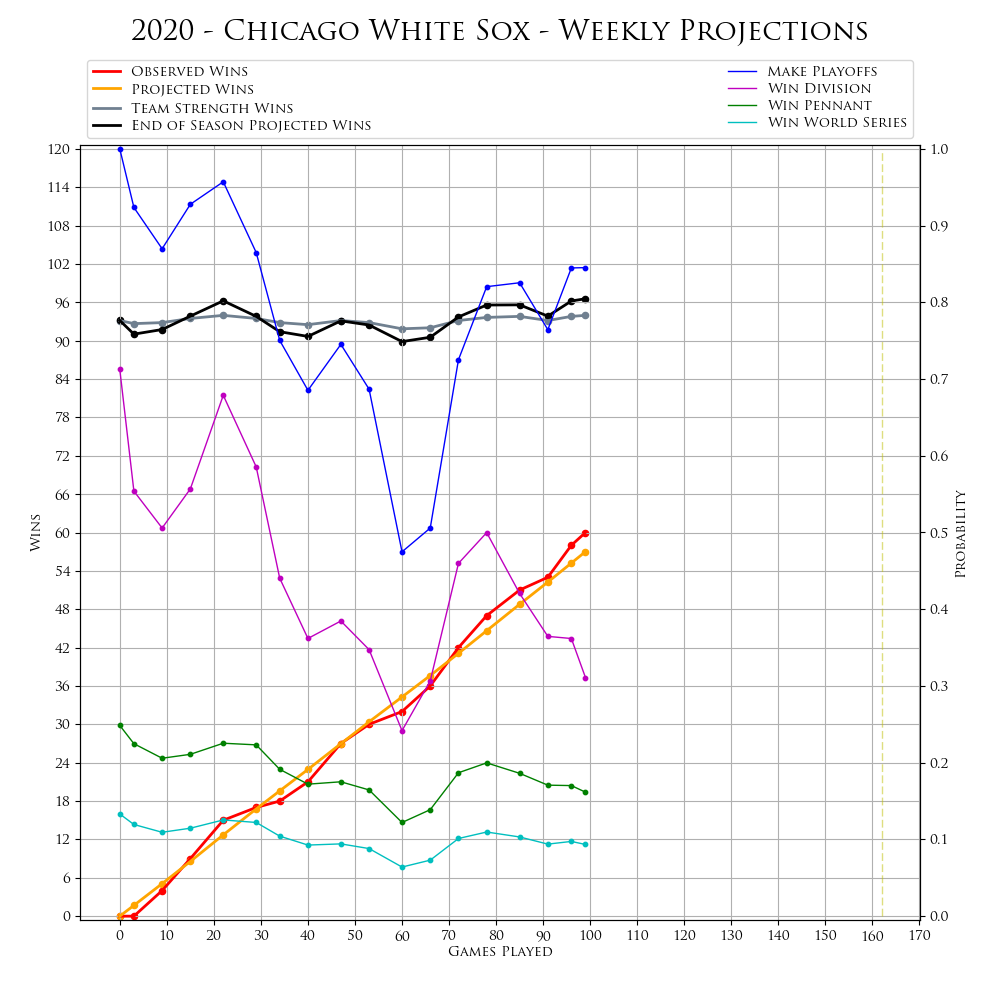 2020 - Chicago White Sox - Weekly Projections
Observed Wins
Projected Wins
Team Strength Wins
End of Season Projected Wins
Make Playoffs
Win Division
Win Pennant
Win World Series
120 1.0
114
108 0.9
102
96 0.8
90
84 0.7
78
72 0.6
66
60 0.5
54
48 0.4
42
36 0.3
30
24 0.2
18
12 0.1
6
0 0.0
Wins
Probability
0 10 20 30 40 50 60 70 80 90 100 110 120 130 140 150 160 170
Games Played